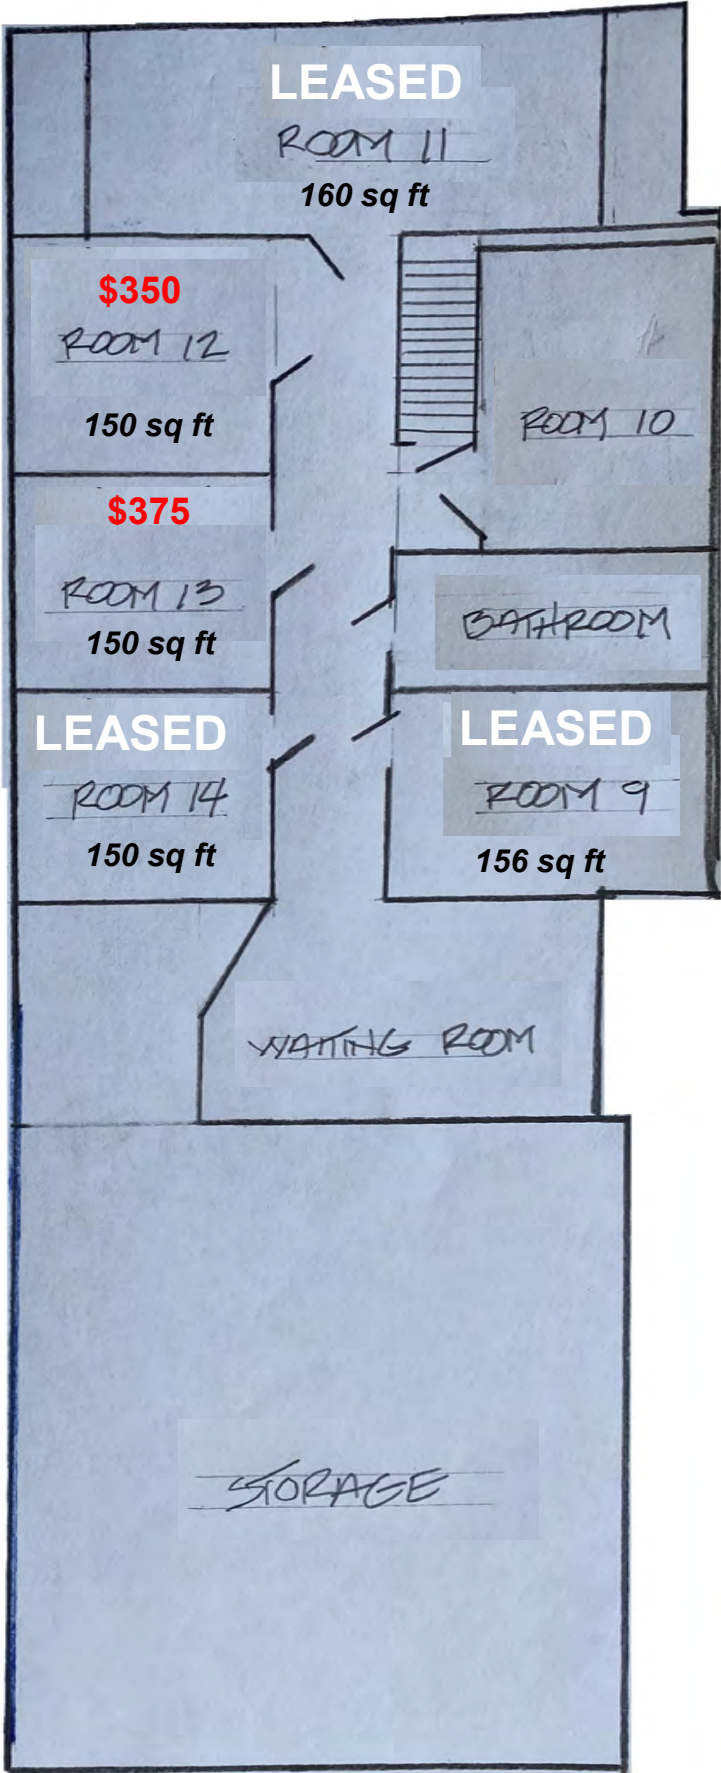 LEASED
ROOM 11
160 sq ft
$350
ROOM 12
150 sq ft
ROOM 10
$375
ROOM 13
150 sq ft
BATHROOM
LEASED
ROOM 14
150 sq ft
LEASED
ROOM 9
156 sq ft
WAITING ROOM
STORAGE